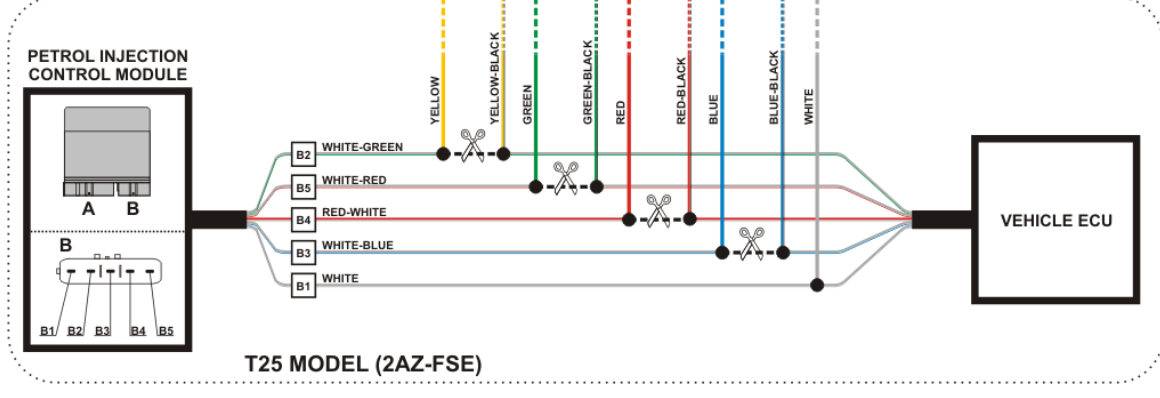 PETROL INJECTION
CONTROL MODULE
A B
B
B1 B2 B3 B4 B5
YELLOW
YELLOW-BLACK
GREEN
GREEN-BLACK
RED
RED-BLACK
BLUE
BLUE-BLACK
WHITE
B2 WHITE-GREEN
B5 WHITE-RED
B4 RED-WHITE
B3 WHITE-BLUE
B1 WHITE
VEHICLE ECU
T25 MODEL (2AZ-FSE)